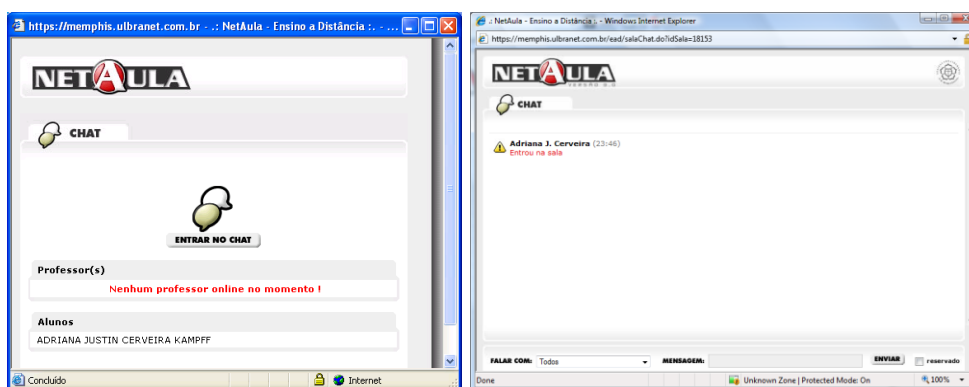 https://memphis.ulbranet.com.br - .: NetAula - Ensino a Distância :. - ...
NETAULA
CHAT
ENTRAR NO CHAT
Professor(s)
Nenhum professor online no momento !
Alunos
ADRIANA JUSTIN CERVEIRA KAMPFF
Concluído
Internet
.: NetAula - Ensino a Distância :. - Windows Internet Explorer
https://memphis.ulbranet.com.br/ead/salaChat.do?idSala=18153
NETAULA
CHAT
Adriana J. Cerveira (23:46)
Entrou na sala
FALAR COM: Todos MENSAGEM: ENVIAR reservado
Done Unknown Zone | Protected Mode: On 100%